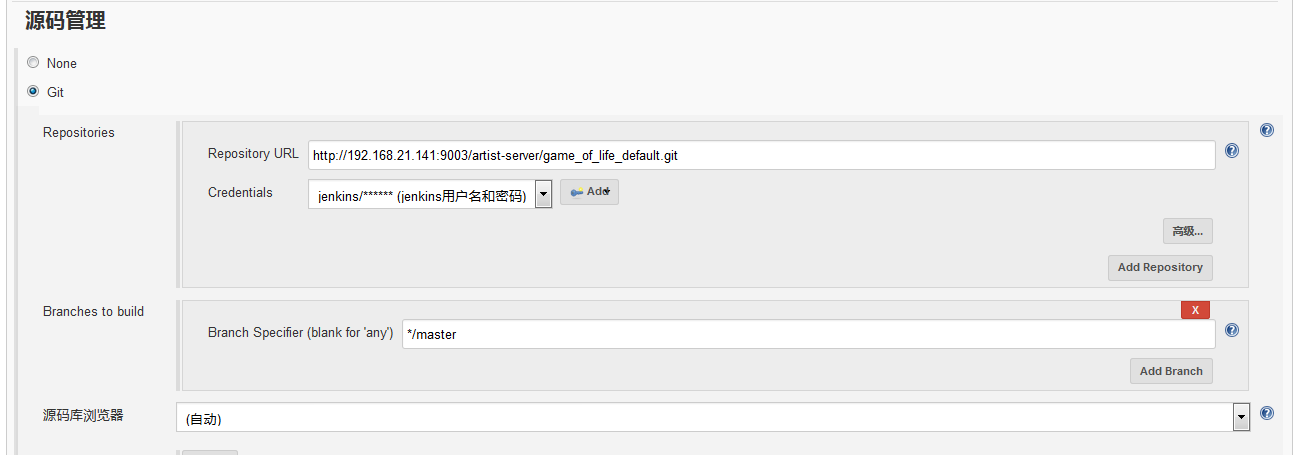 源码管理
None
Git
Repositories
Repository URL http://192.168.21.141:9003/artist-server/game_of_life_default.git
Credentials jenkins/****** (jenkins用户名和密码) Add
高级...
Add Repository
Branches to build
X
Branch Specifier (blank for 'any') */master
Add Branch
源码库浏览器 (自动)